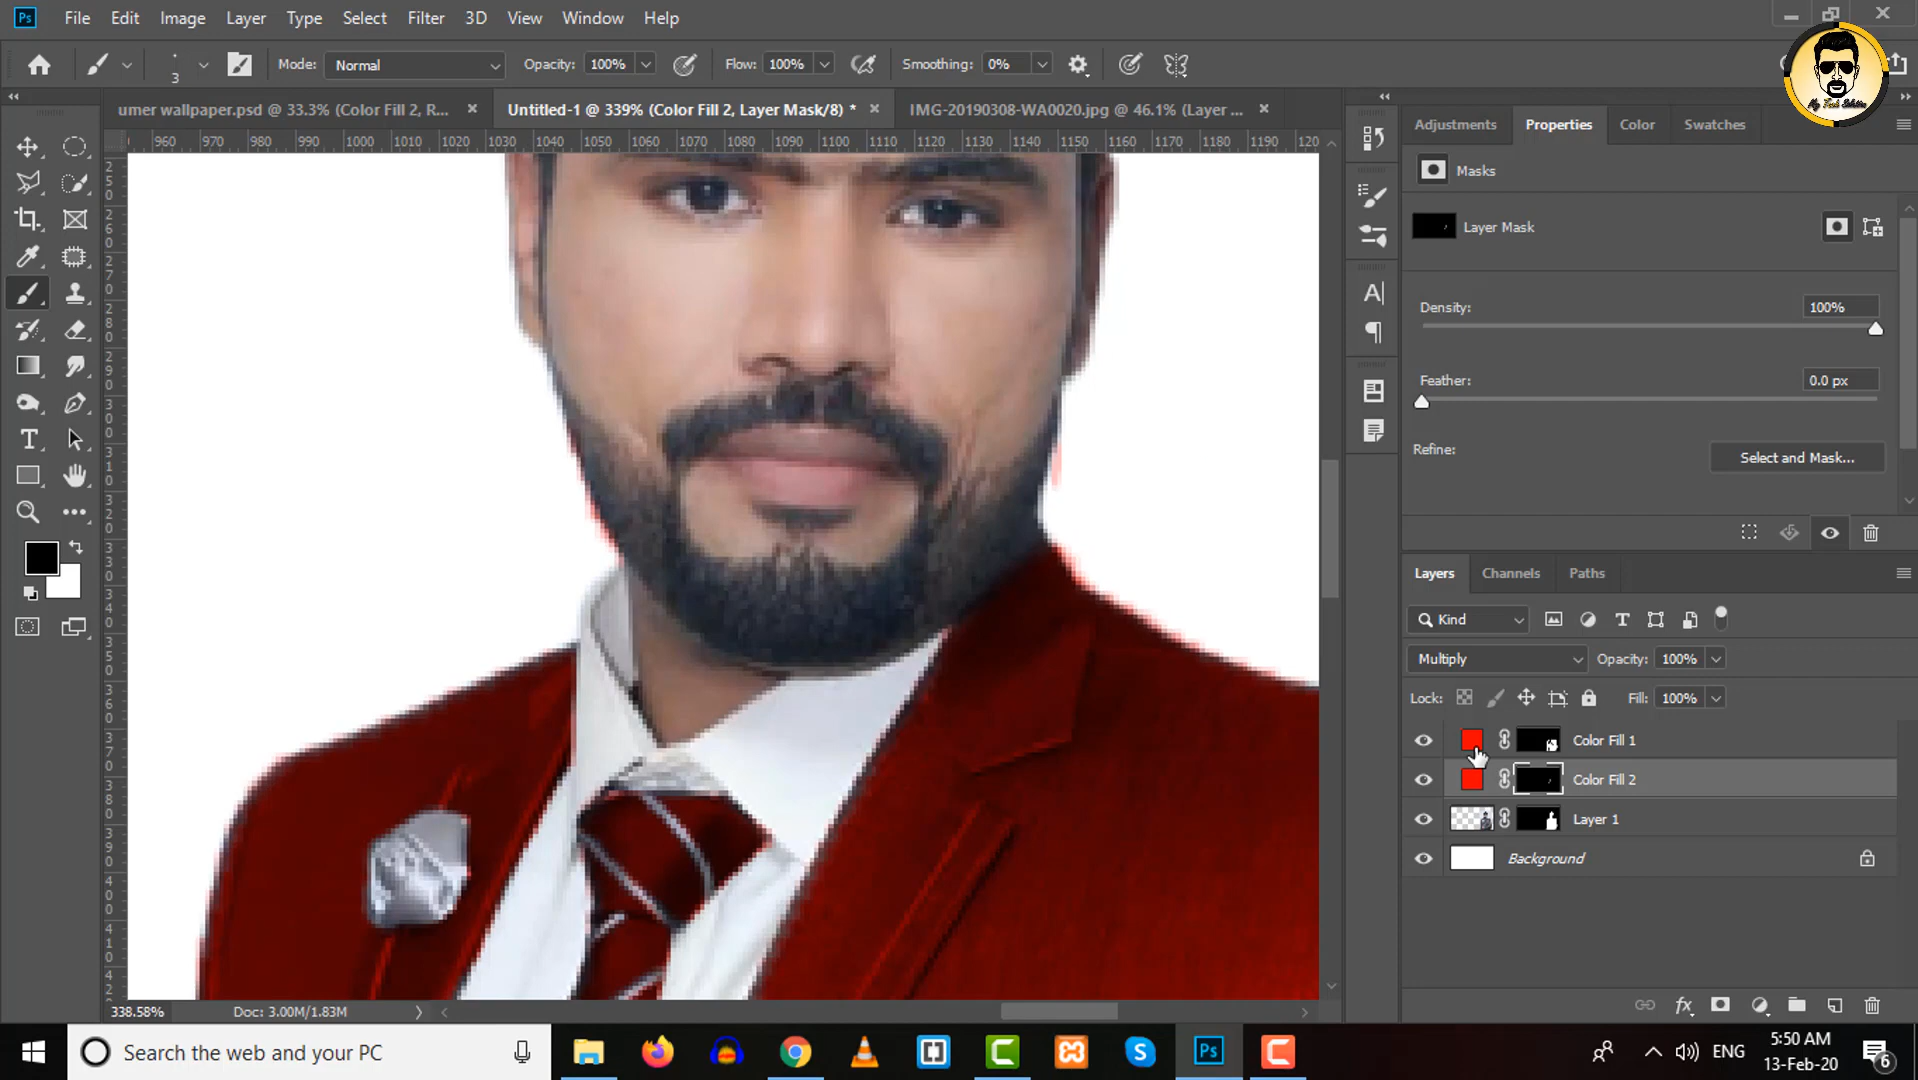 Ps File Edit Image Layer Type Select Filter 3D View Window Help
3 Mode: Normal Opacity: 100% Flow: 100% Smoothing: 0%
umer wallpaper.psd @ 33.3% (Color Fill 2, R... Untitled-1 @ 339% (Color Fill 2, Layer Mask/8) * IMG-20190308-WA0020.jpg @ 46.1% (Layer ...
960 970 980 990 1000 1010 1020 1030 1040 1050 1060 1070 1080 1090 1100 1110 1120 1130 1140 1150 1160 1170 1180 1190 120
Adjustments Properties Color Swatches
Masks
Layer Mask
Density: 100%
Feather: 0.0 px
Refine: Select and Mask...
Layers Channels Paths
Kind
Multiply Opacity: 100%
Lock: Fill: 100%
Color Fill 1
Color Fill 2
Layer 1
Background
338.58% Doc: 3.00M/1.83M
Search the web and your PC
Ps
ENG
5:50 AM
13-Feb-20
6